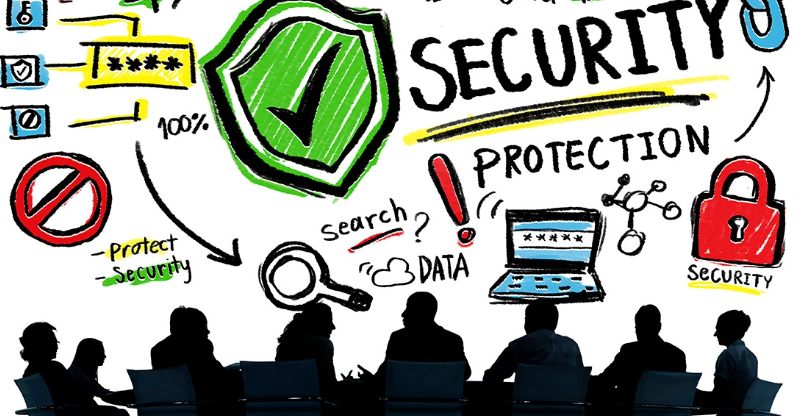 SECURITY
****
100%
PROTECTION
search?
- Protect
- Security
DATA
*****
SECURITY